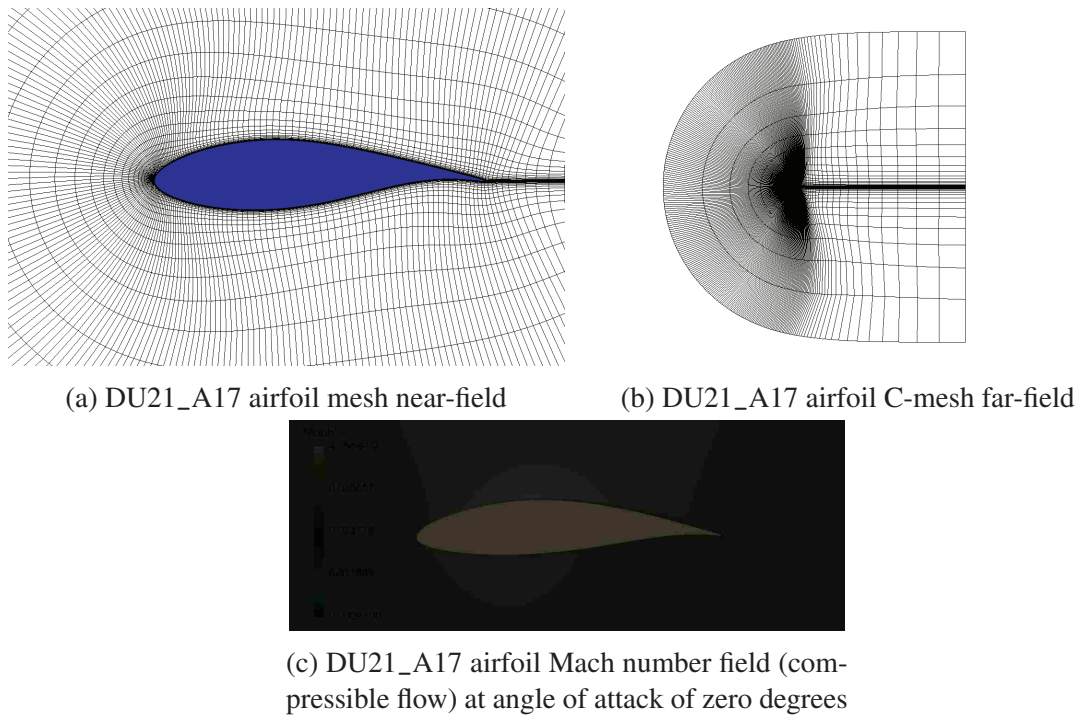 (a) DU21_A17 airfoil mesh near-field
(b) DU21_A17 airfoil C-mesh far-field
Mach
(c) DU21_A17 airfoil Mach number field (com-
pressible flow) at angle of attack of zero degrees